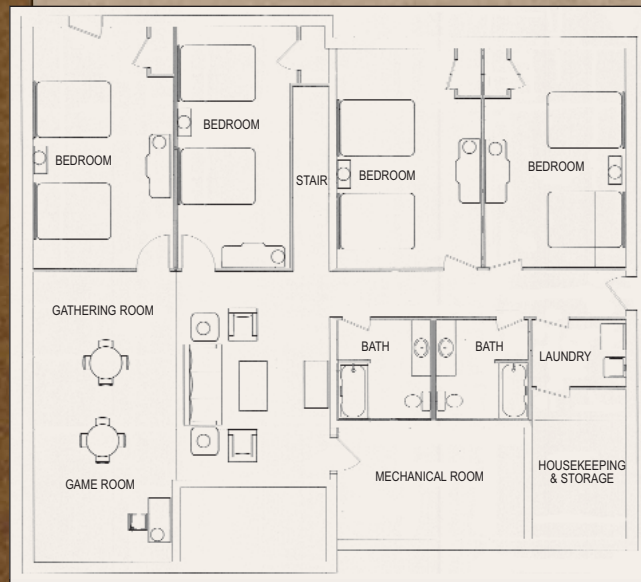 BEDROOM
BEDROOM
STAIR
BEDROOM
BEDROOM
GATHERING ROOM
BATH
BATH
LAUNDRY
GAME ROOM
MECHANICAL ROOM
HOUSEKEEPING
& STORAGE